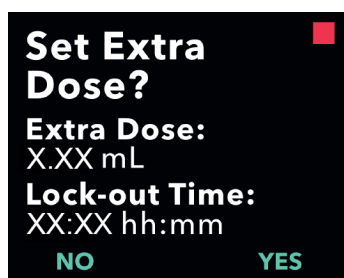 Set Extra
Dose?
Extra Dose:
X.XX mL
Lock-out Time:
XX:XX hh:mm
NO YES